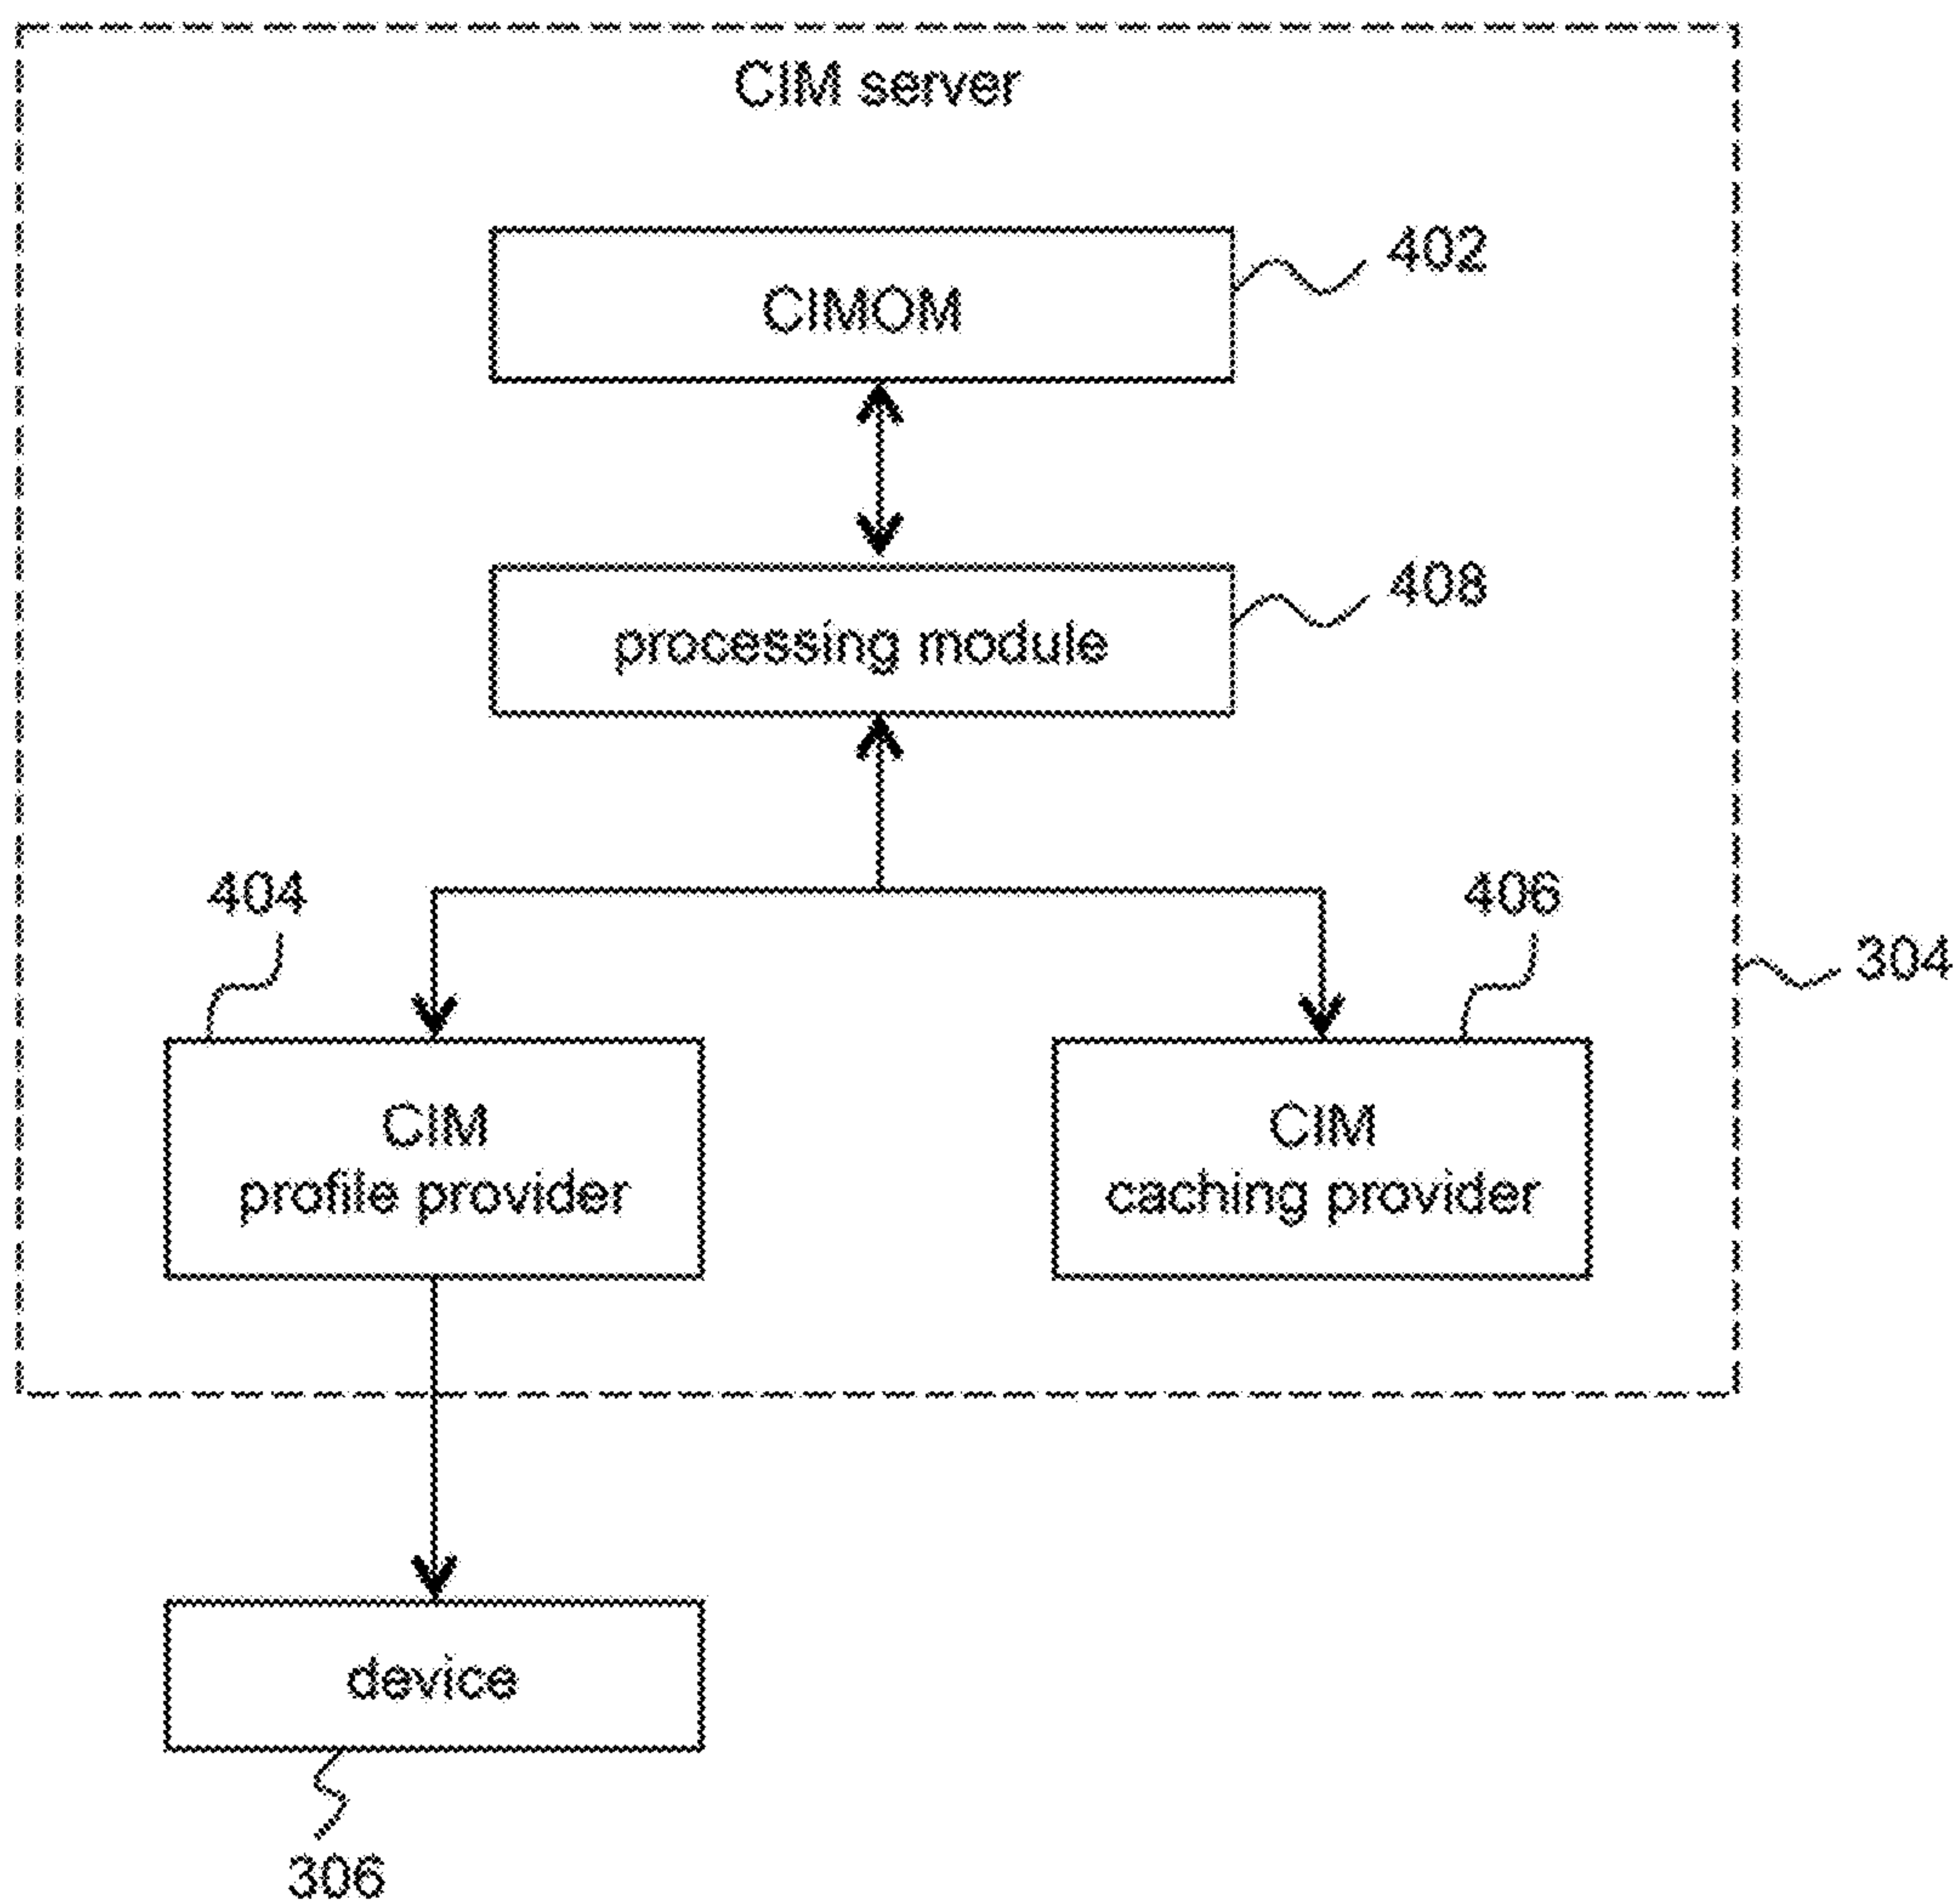 CIM server
402
CIMOM
408
processing module
404
406
304
CIM
profile provider
CIM
caching provider
device
306